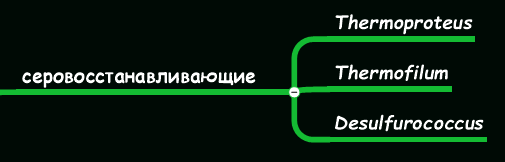 серовосстанавливающие
Thermoproteus
Thermofilum
Desulfurococcus